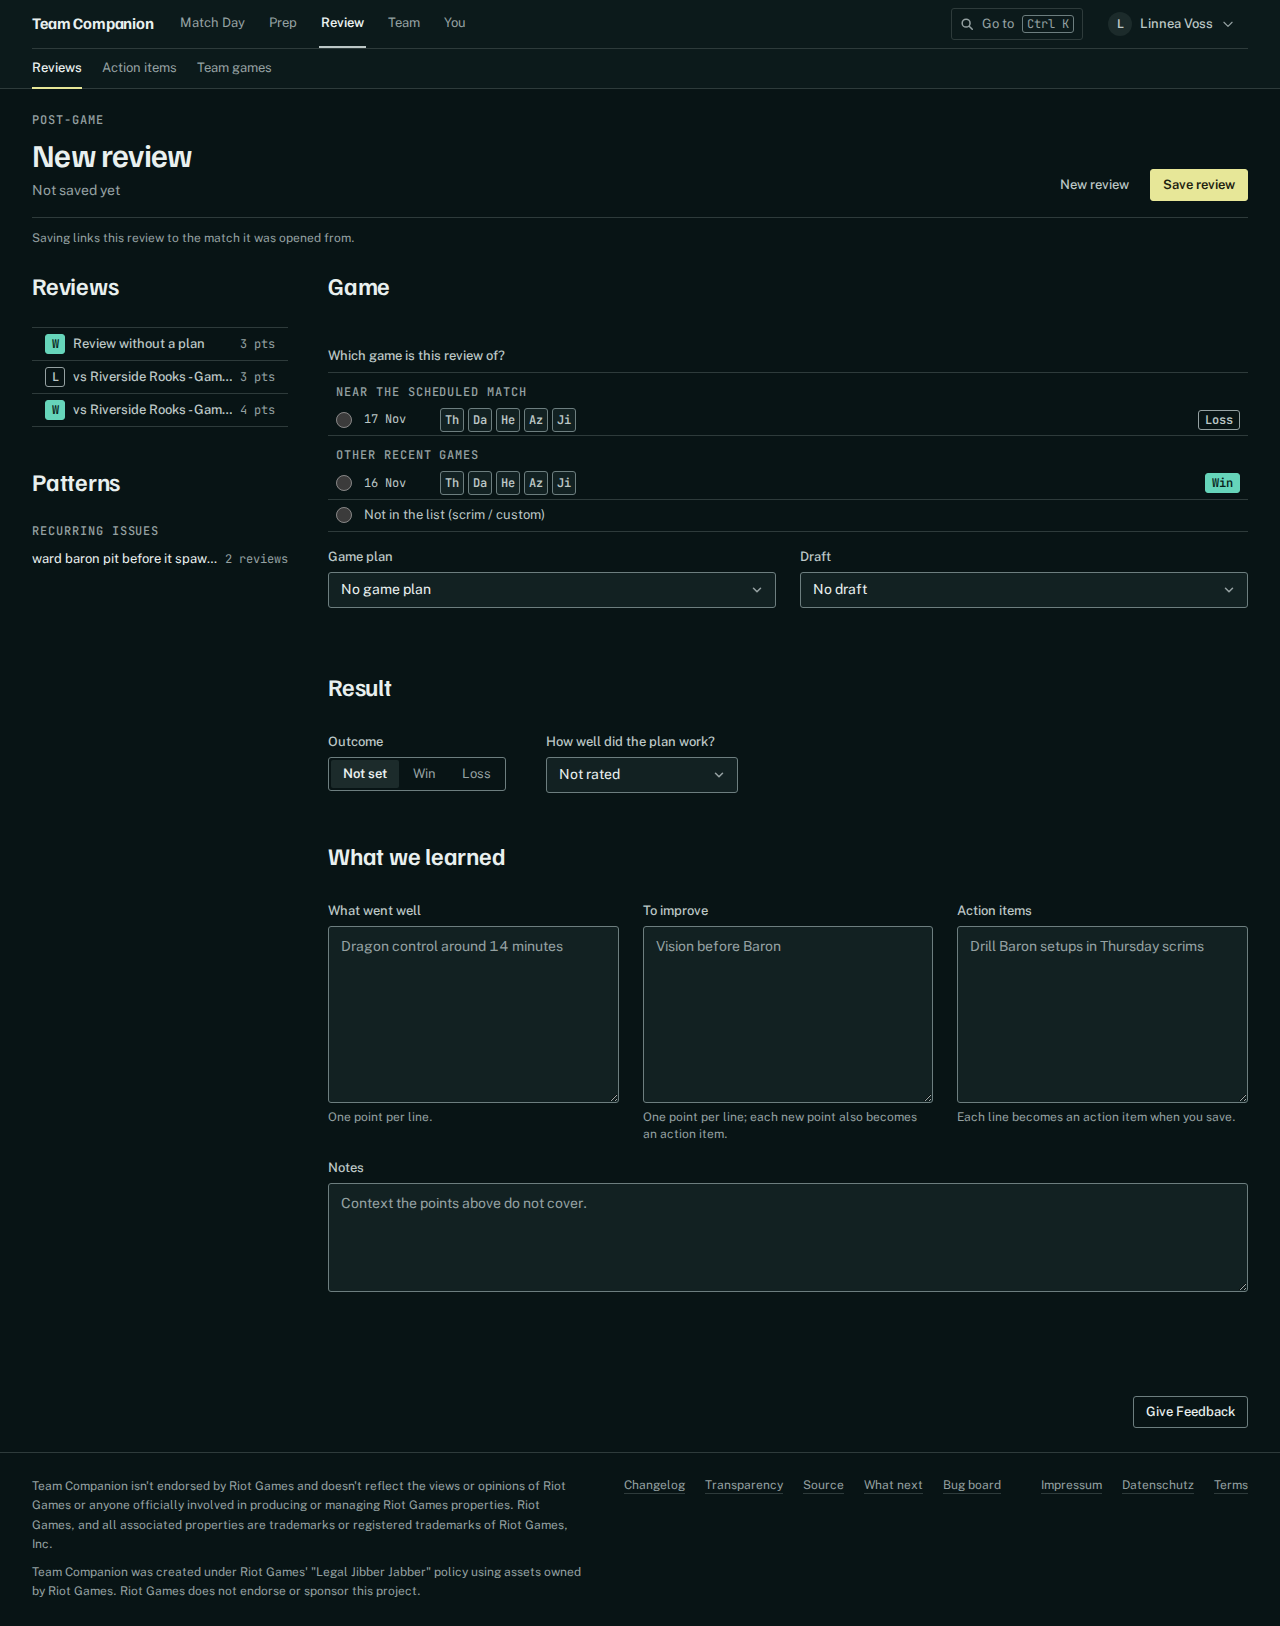 Team Companion Match Day Prep Review Team You Go to Ctrl K L Linnea Voss
Reviews Action items Team games
POST-GAME
New review
Not saved yet
New review Save review
Saving links this review to the match it was opened from.
Reviews
W Review without a plan 3 pts
L vs Riverside Rooks - Gam... 3 pts
W vs Riverside Rooks - Gam... 4 pts
Patterns
RECURRING ISSUES
ward baron pit before it spaw... 2 reviews
Game
Which game is this review of?
NEAR THE SCHEDULED MATCH
17 Nov Th Da He Az Ji Loss
OTHER RECENT GAMES
16 Nov Th Da He Az Ji Win
Not in the list (scrim / custom)
Game plan Draft
No game plan No draft
Result
Outcome How well did the plan work?
Not set Win Loss Not rated
What we learned
What went well To improve Action items
Dragon control around 14 minutes Vision before Baron Drill Baron setups in Thursday scrims
One point per line. One point per line; each new point also becomes Each line becomes an action item when you save.
an action item.
Notes
Context the points above do not cover.
Give Feedback
Team Companion isn't endorsed by Riot Games and doesn't reflect the views or opinions of Riot
Games or anyone officially involved in producing or managing Riot Games properties. Riot
Games, and all associated properties are trademarks or registered trademarks of Riot Games,
Inc.
Team Companion was created under Riot Games' "Legal Jibber Jabber" policy using assets owned
by Riot Games. Riot Games does not endorse or sponsor this project.
Changelog Transparency Source What next Bug board Impressum Datenschutz Terms